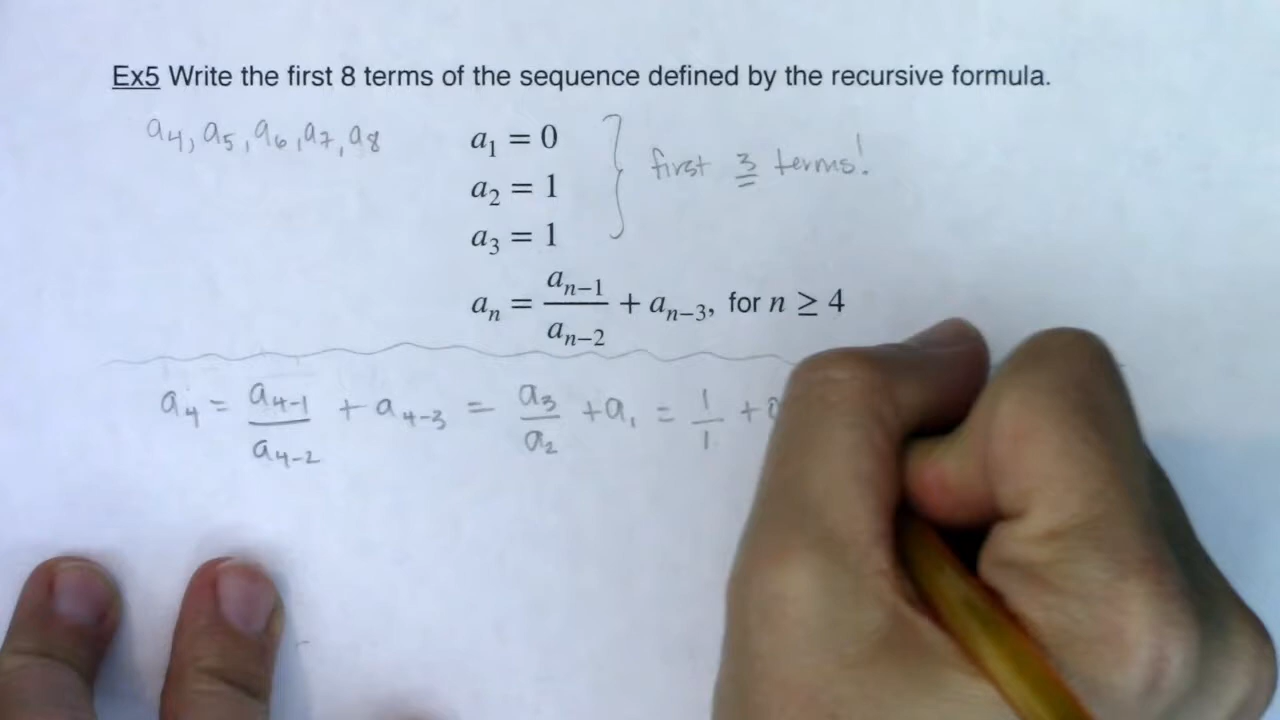 Ex5 Write the first 8 terms of the sequence defined by the recursive formula.
a₄, a₅, a₆, a₇, a₈
a₁ = 0
a₂ = 1
a₃ = 1
first 3 terms!
aₙ = aₙ₋₁/aₙ₋₂ + aₙ₋₃, for n ≥ 4
a₄ = a₄₋₁/a₄₋₂ + a₄₋₃ = a₃/a₂ + a₁ = 1/1 + 0